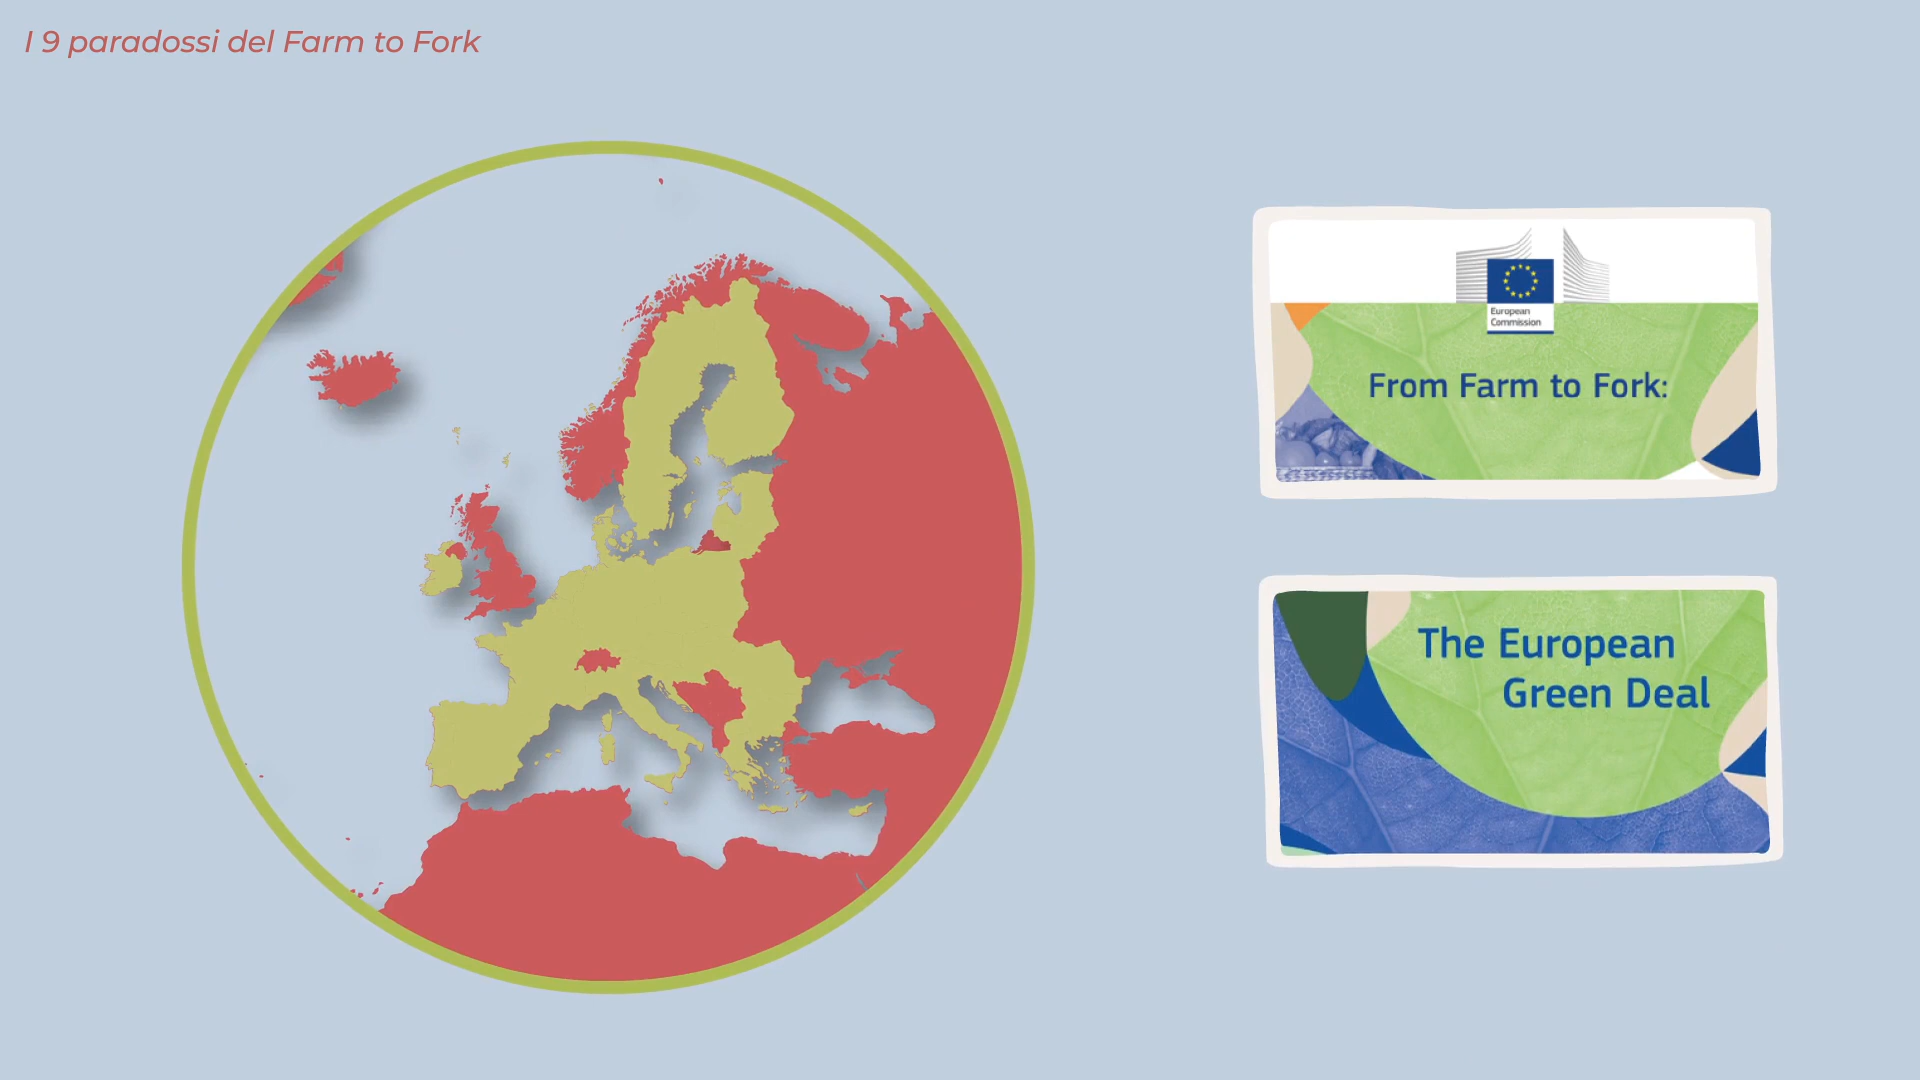 I 9 paradossi del Farm to Fork
European
Commission
From Farm to Fork:
The European
Green Deal